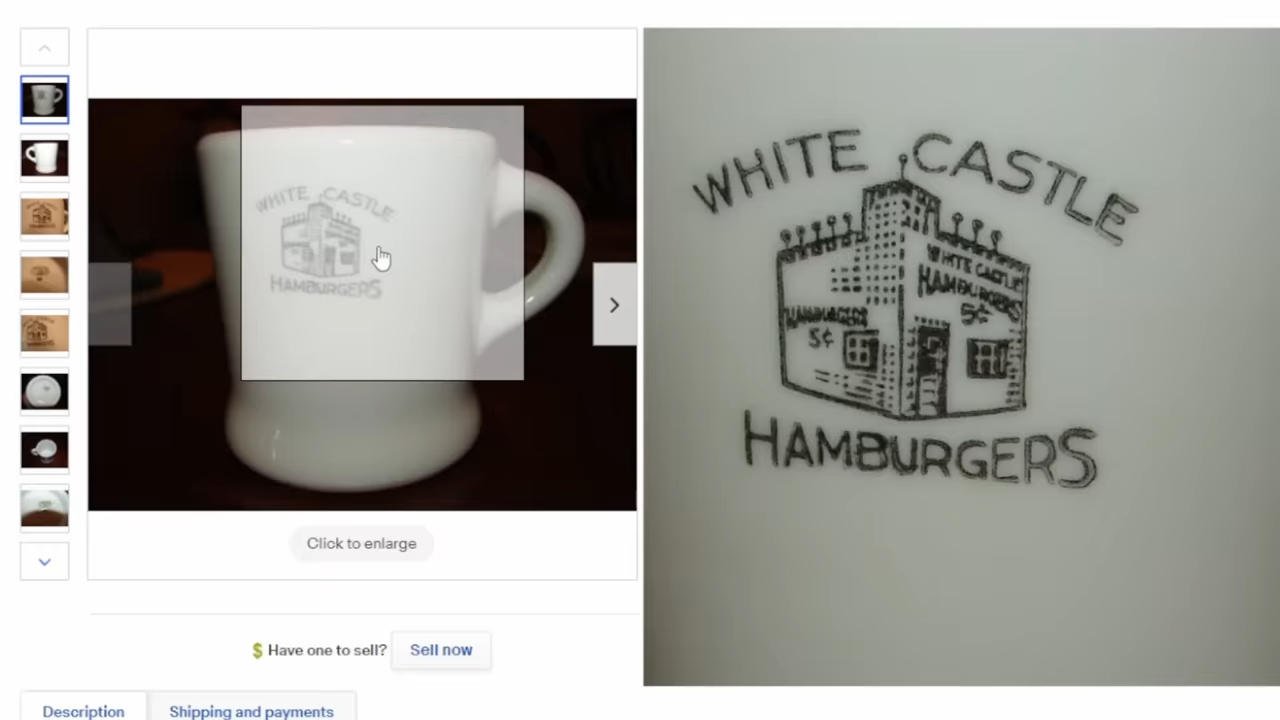 WHITE CASTLE
HAMBURGERS
WHITE CASTLE
WHITE CASTLE
HAMBURGERS
5¢
HAMBURGERS
5¢
HAMBURGERS
Click to enlarge
$ Have one to sell? Sell now
Description Shipping and payments